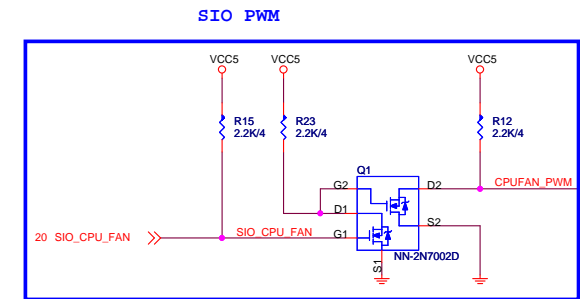 SIO PWM
VCC5 VCC5 VCC5
R15 R23 R12
2.2K/4 2.2K/4 2.2K/4
Q1
G2 D2 CPUFAN_PWM
D1
20 SIO_CPU_FAN SIO_CPU_FAN G1 S2
S1 NN-2N7002D